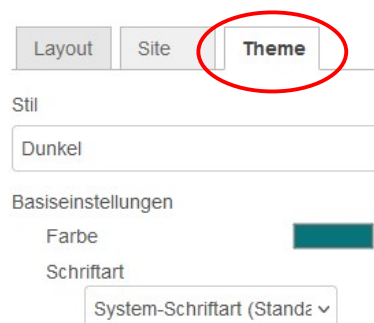 Layout Site Theme
Stil
Dunkel
Basiseinstellungen
Farbe
Schriftart
System-Schriftart (Standa